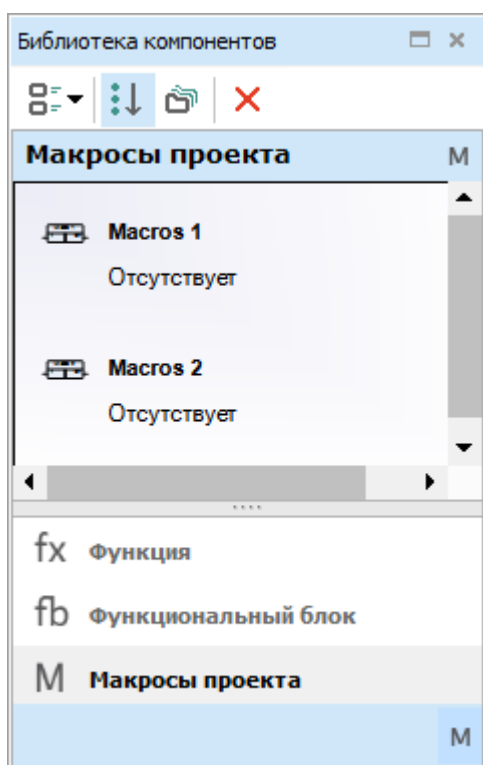 Библиотека компонентов
Макросы проекта M
Macros 1
Отсутствует
Macros 2
Отсутствует
fx Функция
fb Функциональный блок
M Макросы проекта
M